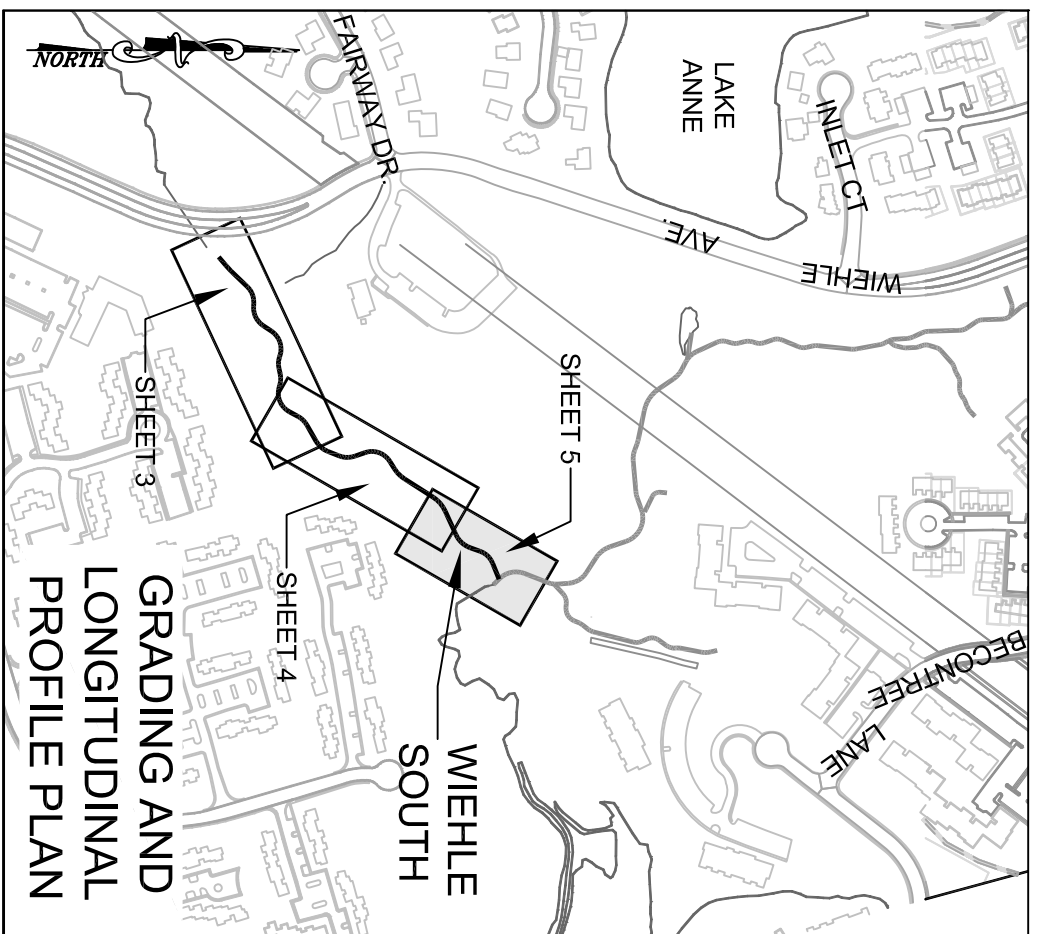 NORTH
FAIRWAY DR.
LAKE
ANNE
INLET CT
WIEHLE
AVE.
SHEET 3
SHEET 5
SHEET 4
BECONTREE
LANE
WIEHLE
SOUTH
GRADING AND
LONGITUDINAL
PROFILE PLAN